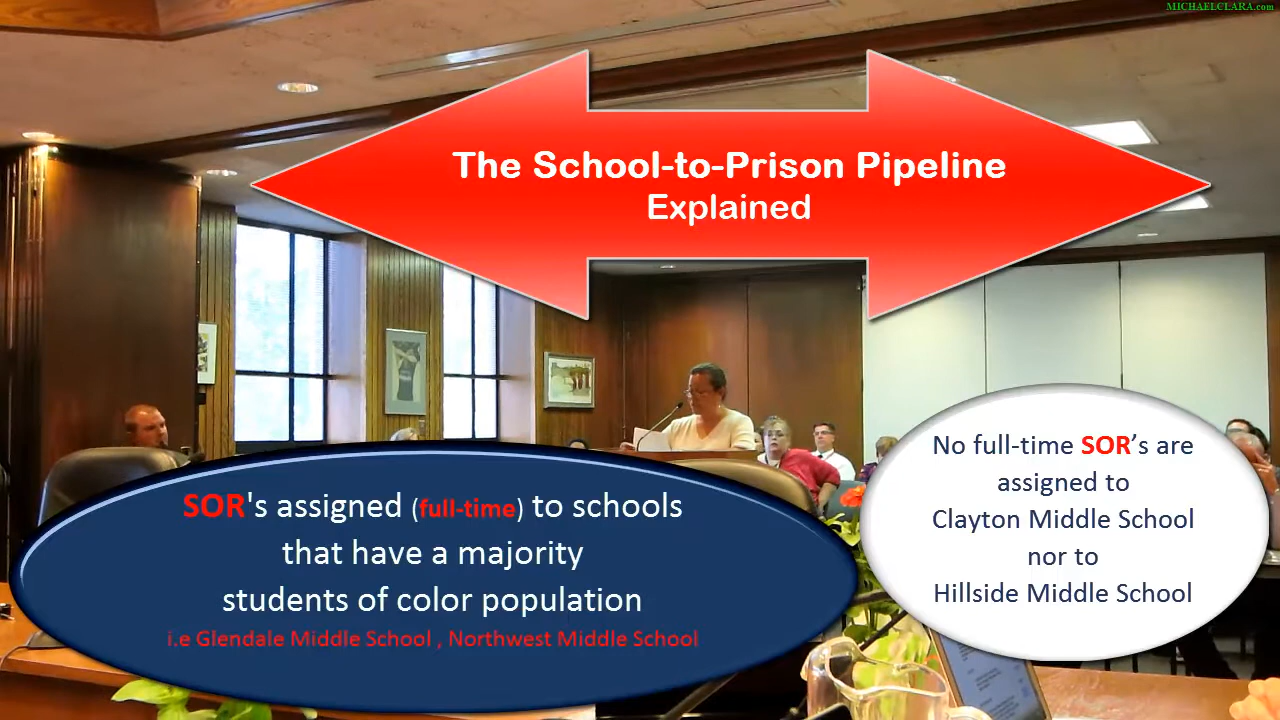 MICHAELCLARA.com
The School-to-Prison Pipeline
Explained
SOR's assigned (full-time) to schools
that have a majority
students of color population
i.e Glendale Middle School , Northwest Middle School
No full-time SOR's are
assigned to
Clayton Middle School
nor to
Hillside Middle School